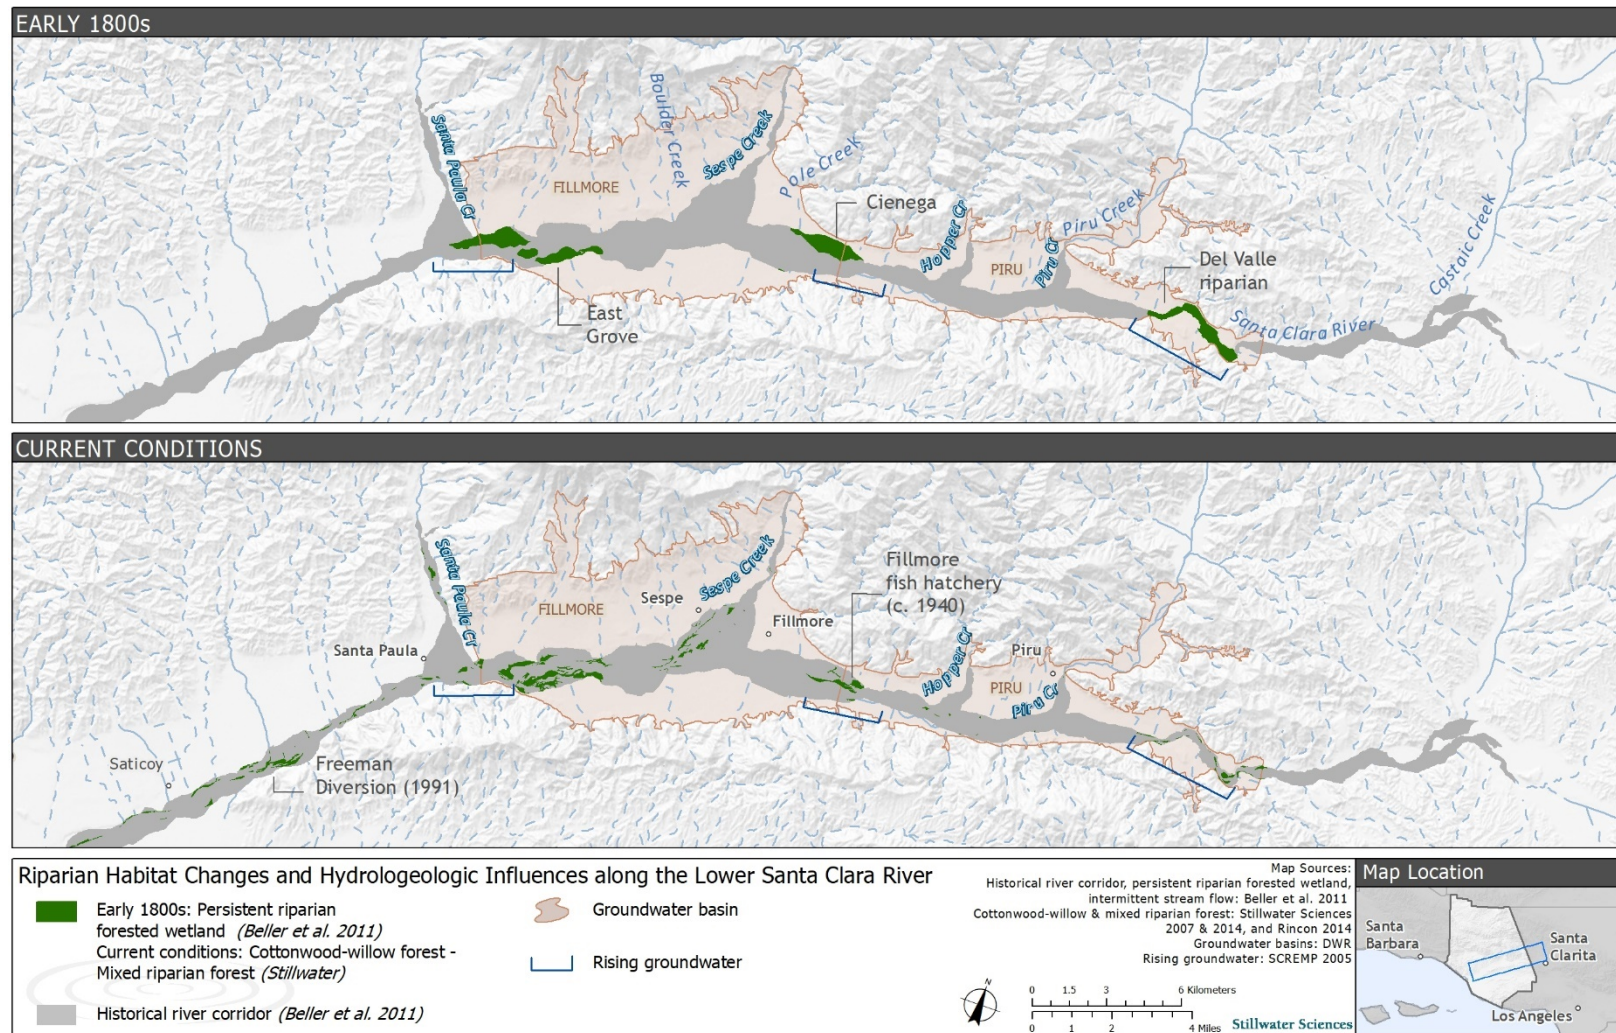 EARLY 1800s
Santa Paula Cr
Boulder Creek
Sespe Creek
Pole Creek
FILLMORE
Cienega
Hopper Cr
PIRU
Piru Cr
Piru Creek
Castaic Creek
Del Valle
riparian
Santa Clara River
East
Grove
CURRENT CONDITIONS
Santa Paula Cr
Sespe Creek
Sespe
FILLMORE
Fillmore
Fillmore
fish hatchery
(c. 1940)
Hopper Cr
Piru
PIRU
Piru Cr
Santa Paula
Saticoy
Freeman
Diversion (1991)
Riparian Habitat Changes and Hydrogeologic Influences along the Lower Santa Clara River
Early 1800s: Persistent riparian
forested wetland (Beller et al. 2011)
Current conditions: Cottonwood-willow forest -
Mixed riparian forest (Stillwater)
Historical river corridor (Beller et al. 2011)
Groundwater basin
Rising groundwater
Map Sources:
Historical river corridor, persistent riparian forested wetland,
intermittent stream flow: Beller et al. 2011
Cottonwood-willow & mixed riparian forest: Stillwater Sciences
2007 & 2014, and Rincon 2014
Groundwater basins: DWR
Rising groundwater: SCREMP 2005
N
0 1.5 3 6 Kilometers
0 1 2 4 Miles
Stillwater Sciences
Map Location
Santa
Barbara
Santa
Clarita
Los Angeles